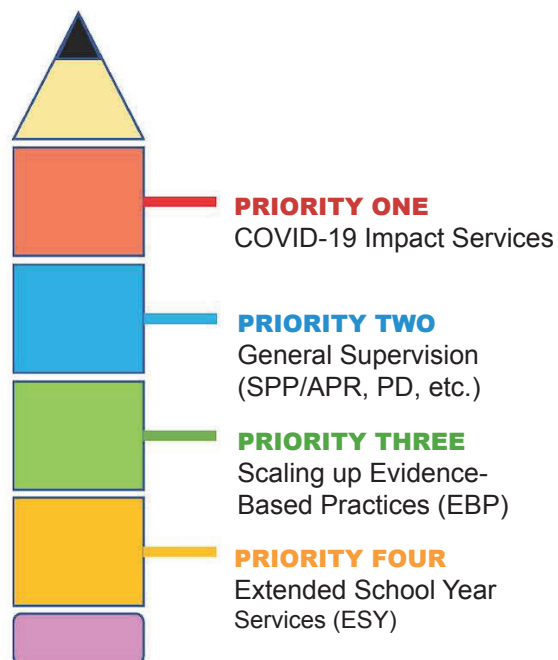 PRIORITY ONE
COVID-19 Impact Services
PRIORITY TWO
General Supervision
(SPP/APR, PD, etc.)
PRIORITY THREE
Scaling up Evidence-
Based Practices (EBP)
PRIORITY FOUR
Extended School Year
Services (ESY)